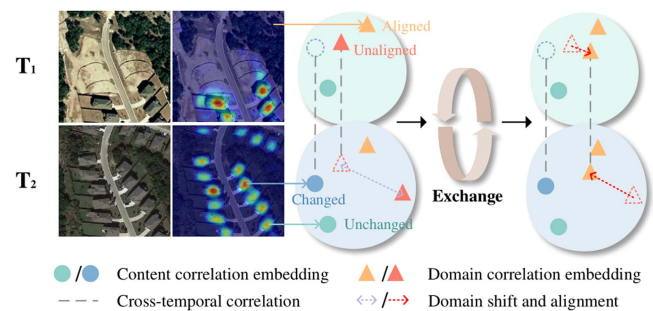 T1
Aligned
Unaligned
T2
Changed
Unchanged
Exchange
/ Content correlation embedding
/ Domain correlation embedding
Cross-temporal correlation
/ Domain shift and alignment